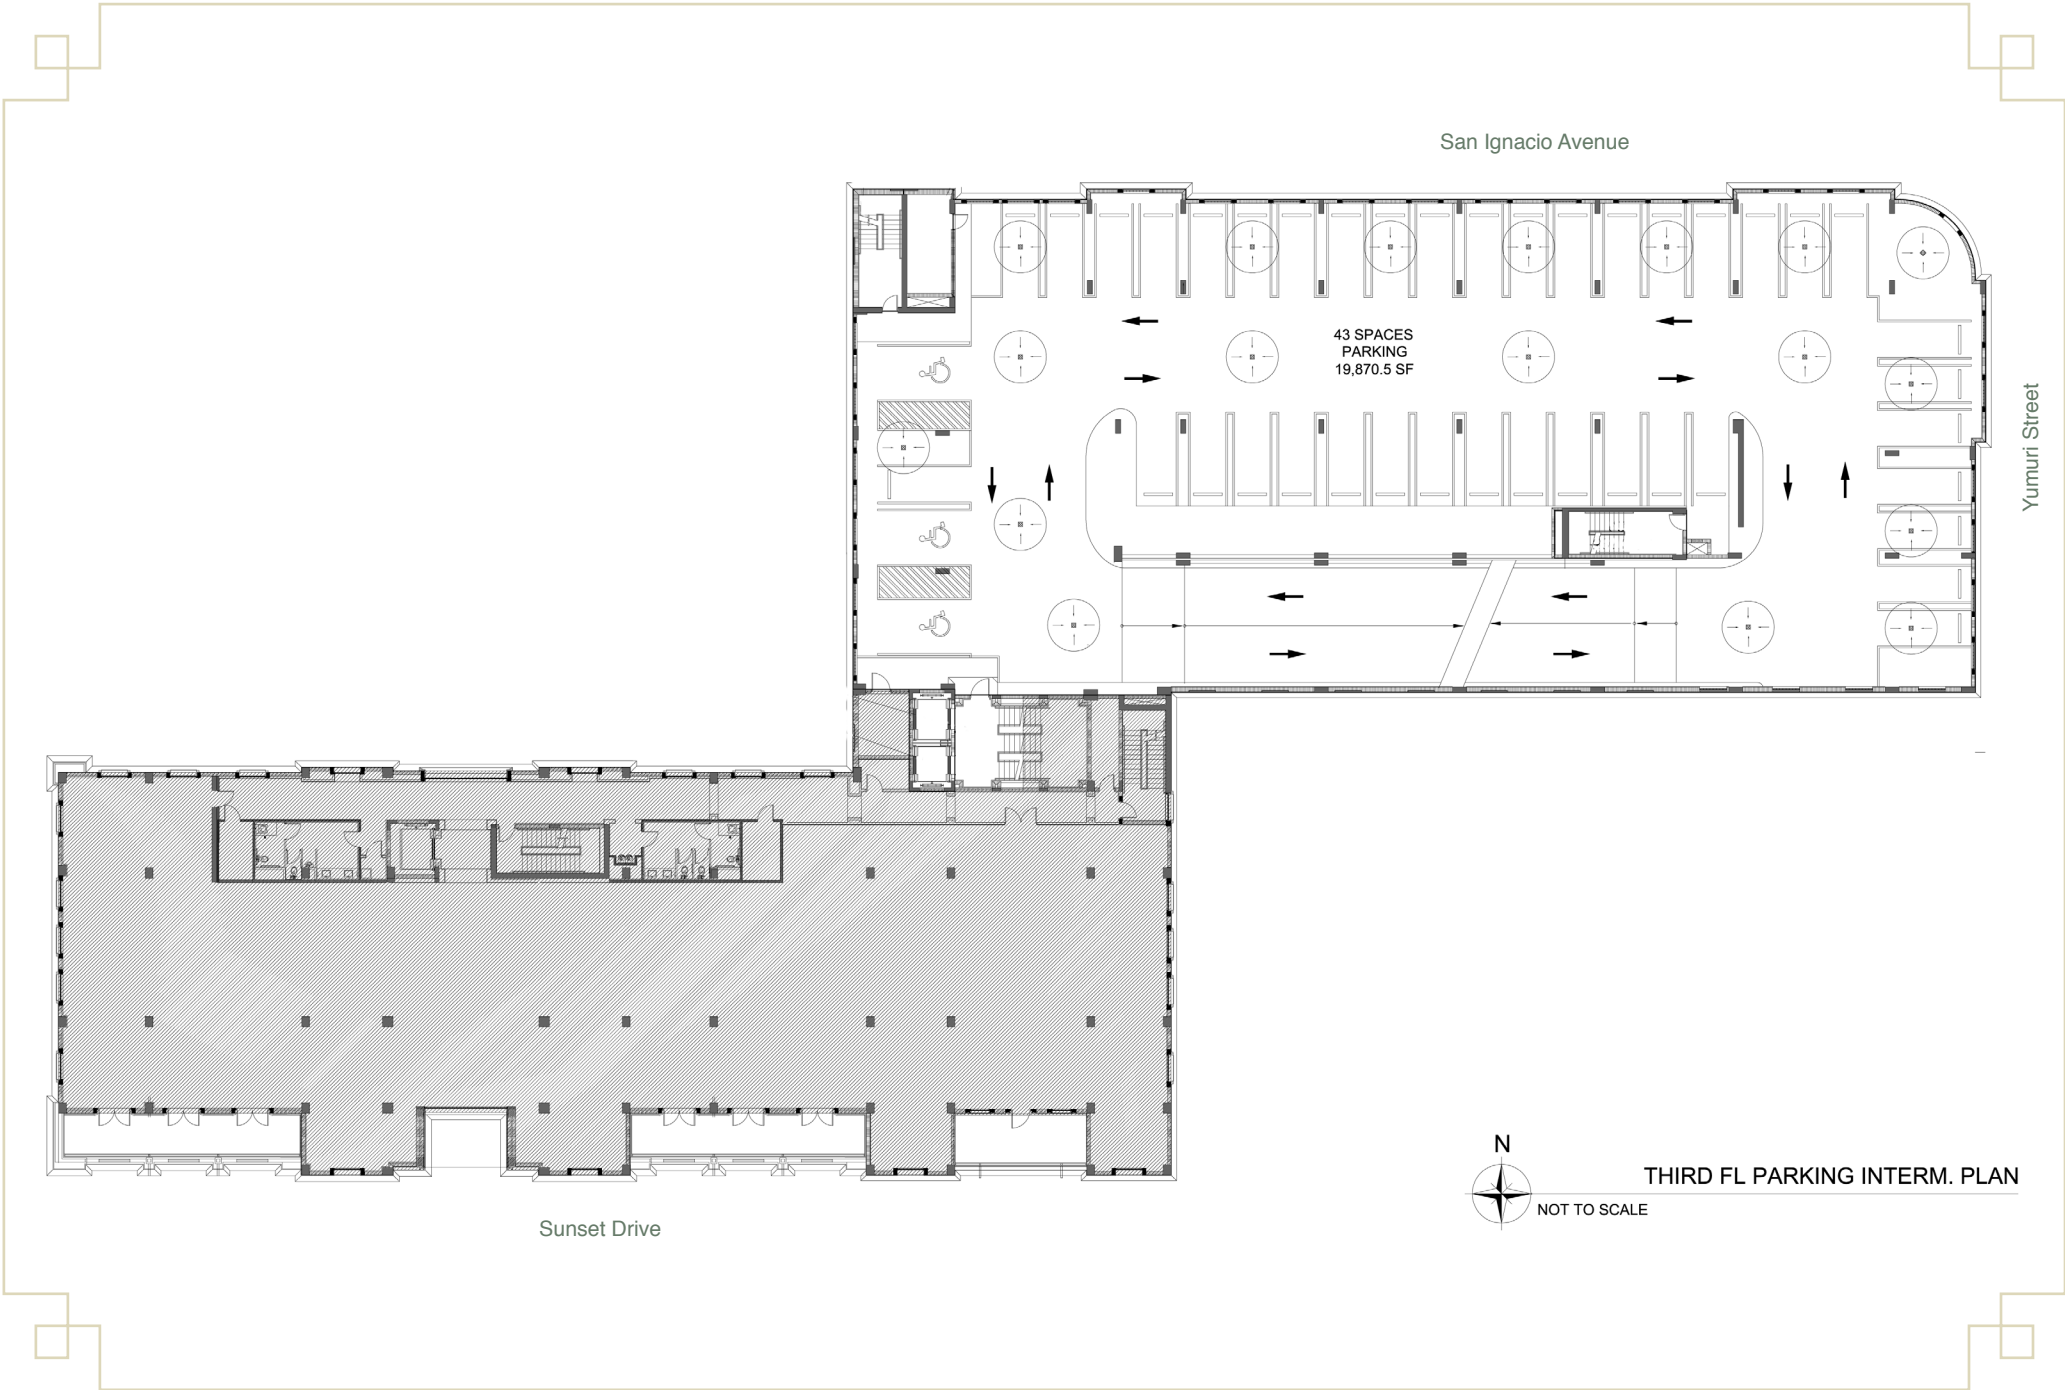 San Ignacio Avenue
43 SPACES
PARKING
19,870.5 SF
Yumuri Street
N
THIRD FL PARKING INTERM. PLAN
NOT TO SCALE
Sunset Drive